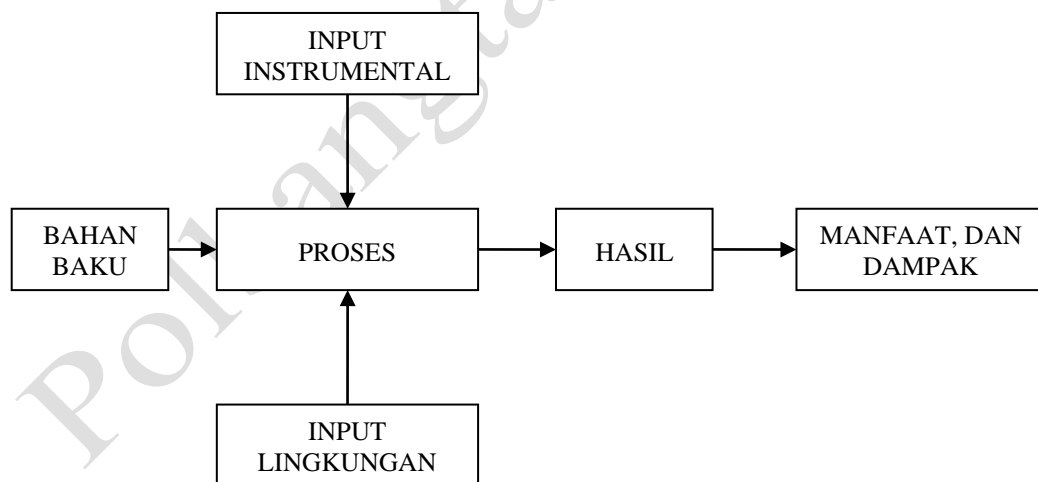 INPUT
INSTRUMENTAL
BAHAN
BAKU
PROSES
HASIL
MANFAAT, DAN
DAMPAK
INPUT
LINGKUNGAN